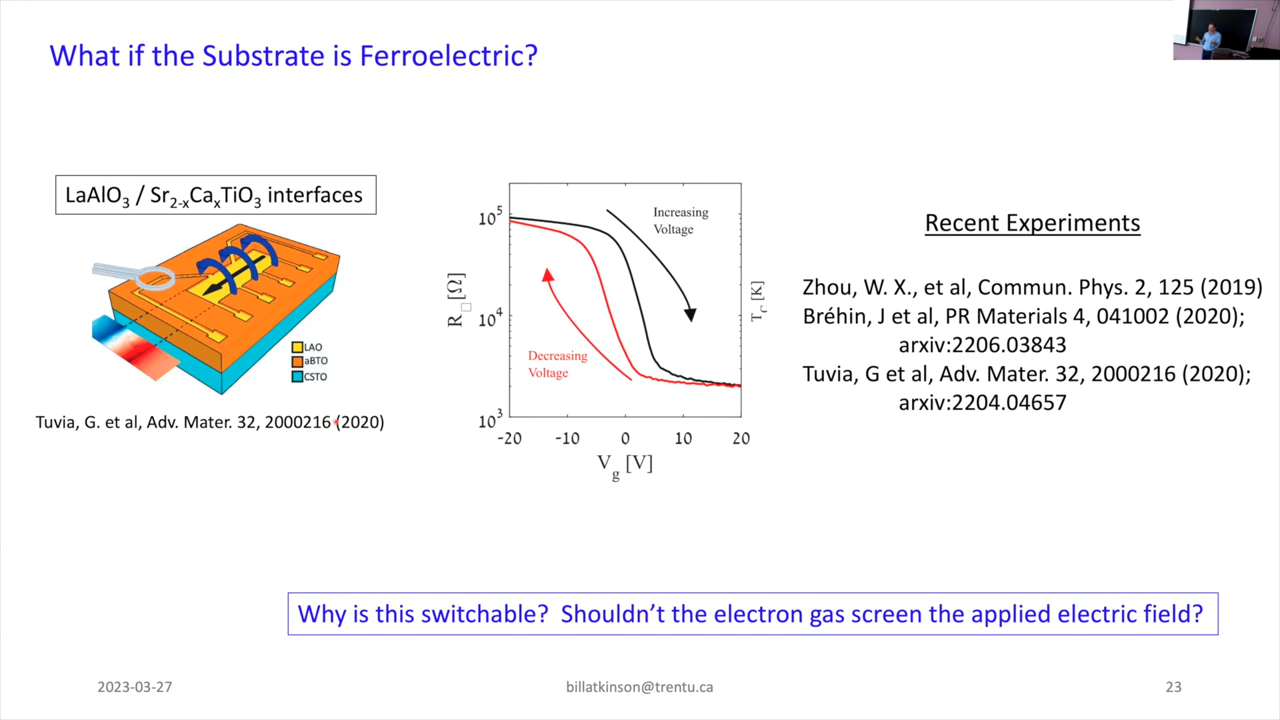 What if the Substrate is Ferroelectric?
LaAlO₃ / Sr₂₋ₓCaₓTiO₃ interfaces
LAO
aBTO
CSTO
Tuvia, G. et al, Adv. Mater. 32, 2000216 (2020)
Increasing
Voltage
Decreasing
Voltage
R□ [Ω]
10⁵
10⁴
10³
-20 -10 0 10 20
V_g [V]
T_c [K]
Recent Experiments
Zhou, W. X., et al, Commun. Phys. 2, 125 (2019)
Bréhin, J et al, PR Materials 4, 041002 (2020);
arxiv:2206.03843
Tuvia, G et al, Adv. Mater. 32, 2000216 (2020);
arxiv:2204.04657
Why is this switchable? Shouldn’t the electron gas screen the applied electric field?
2023-03-27
billatkinson@trentu.ca
23